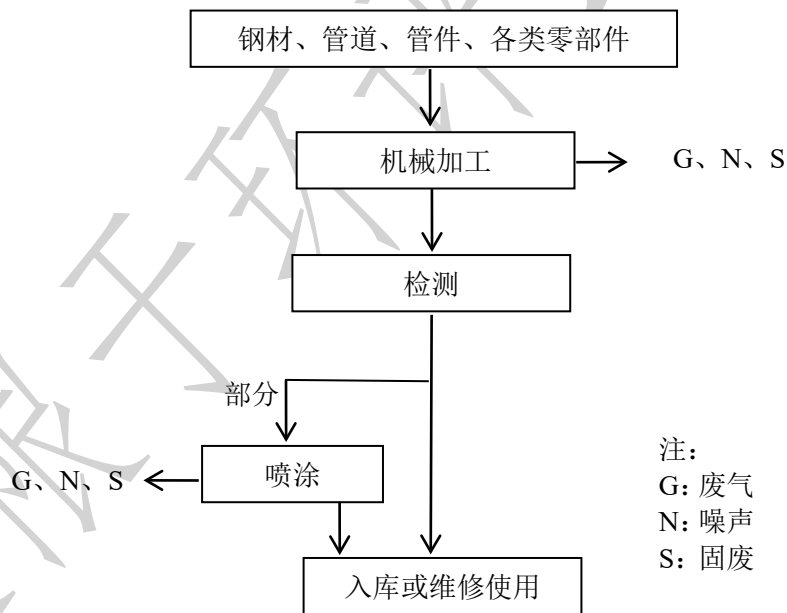 钢材、管道、管件、各类零部件
机械加工
G、N、S
检测
部分
喷涂
G、N、S
注：
G: 废气
N: 噪声
S: 固废
入库或维修使用